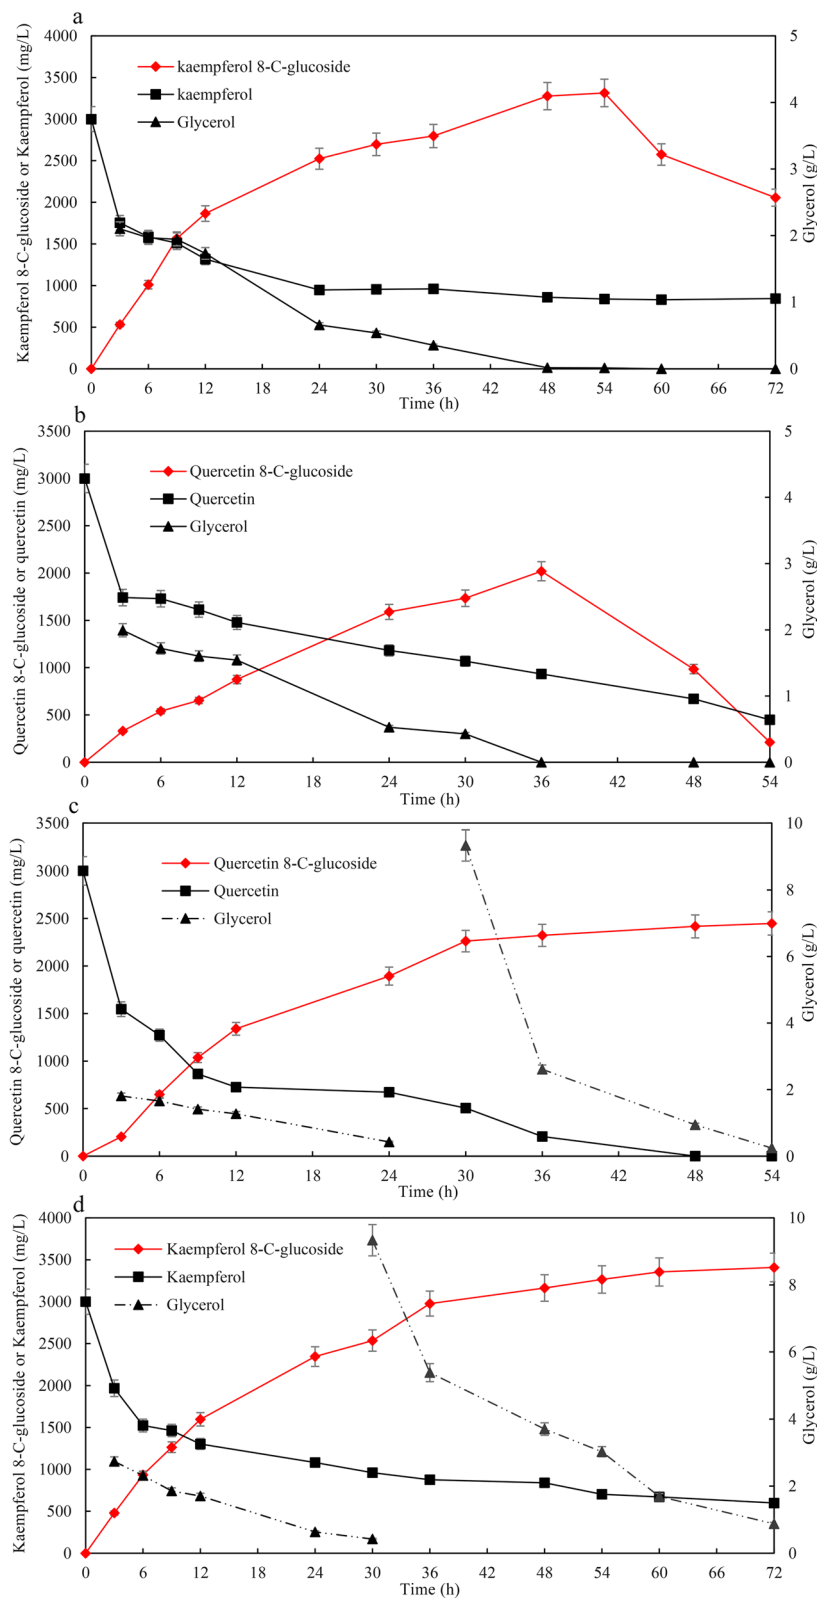 a
Kaempferol 8-C-glucoside or Kaempferol (mg/L)
4000
3500
3000
2500
2000
1500
1000
500
0
kaempferol 8-C-glucoside
kaempferol
Glycerol
5
4
3
2
1
0
Glycerol (g/L)
0 6 12 18 24 30 36 42 48 54 60 66 72
Time (h)
b
Quercetin 8-C-glucoside or quercetin (mg/L)
3500
3000
2500
2000
1500
1000
500
0
Quercetin 8-C-glucoside
Quercetin
Glycerol
5
4
3
2
1
0
Glycerol (g/L)
0 6 12 18 24 30 36 42 48 54
Time (h)
c
Quercetin 8-C-glucoside or quercetin (mg/L)
3500
3000
2500
2000
1500
1000
500
0
Quercetin 8-C-glucoside
Quercetin
Glycerol
10
8
6
4
2
0
Glycerol (g/L)
0 6 12 18 24 30 36 42 48 54
Time (h)
d
Kaempferol 8-C-glucoside or Kaempferol (mg/L)
4000
3500
3000
2500
2000
1500
1000
500
0
Kaempferol 8-C-glucoside
Kaempferol
Glycerol
10
8
6
4
2
0
Glycerol (g/L)
0 6 12 18 24 30 36 42 48 54 60 66 72
Time (h)